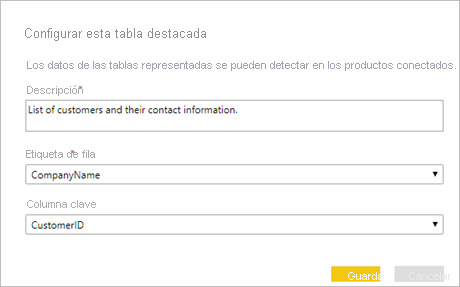 Configurar esta tabla destacada
Los datos de las tablas representadas se pueden detectar en los productos conectados.
Descripción*
List of customers and their contact information.
Etiqueta de fila*
CompanyName
Columna clave
CustomerID
Guarda Cancelar